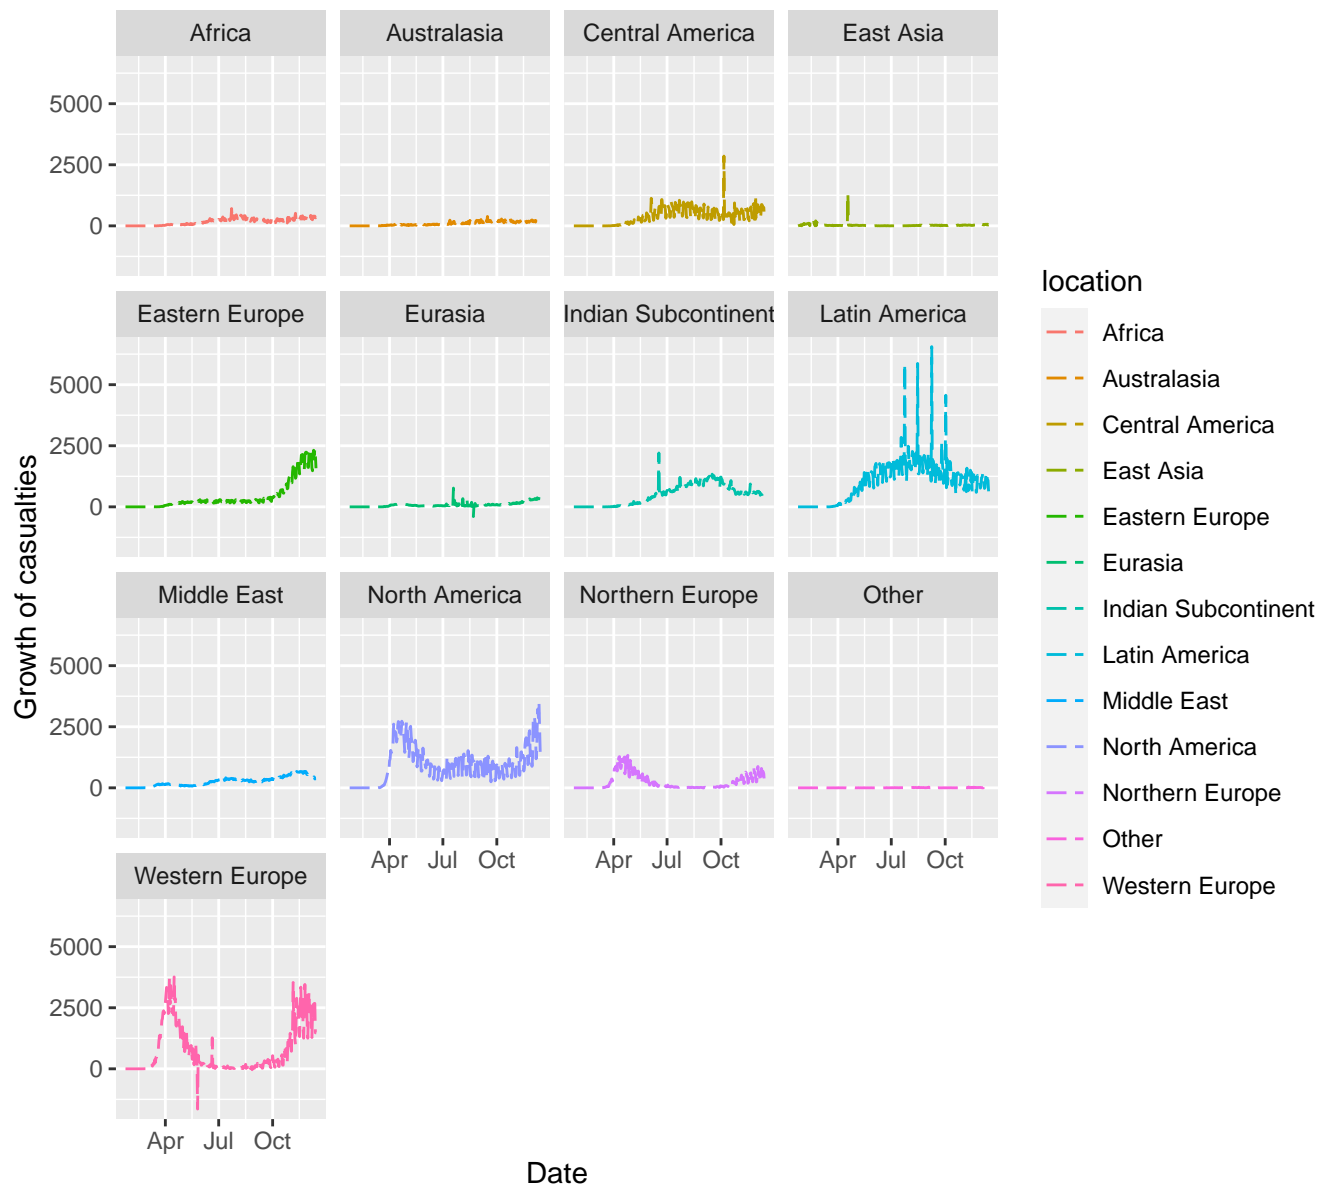 Africa
Australasia
Central America
East Asia
5000
2500
0
Eastern Europe
Eurasia
Indian Subcontinent
Latin America
5000
2500
0
Middle East
North America
Northern Europe
Other
5000
2500
0
Apr Jul Oct
Apr Jul Oct
Apr Jul Oct
Western Europe
5000
2500
0
Apr Jul Oct
Growth of casualties
Date
location
Africa
Australasia
Central America
East Asia
Eastern Europe
Eurasia
Indian Subcontinent
Latin America
Middle East
North America
Northern Europe
Other
Western Europe